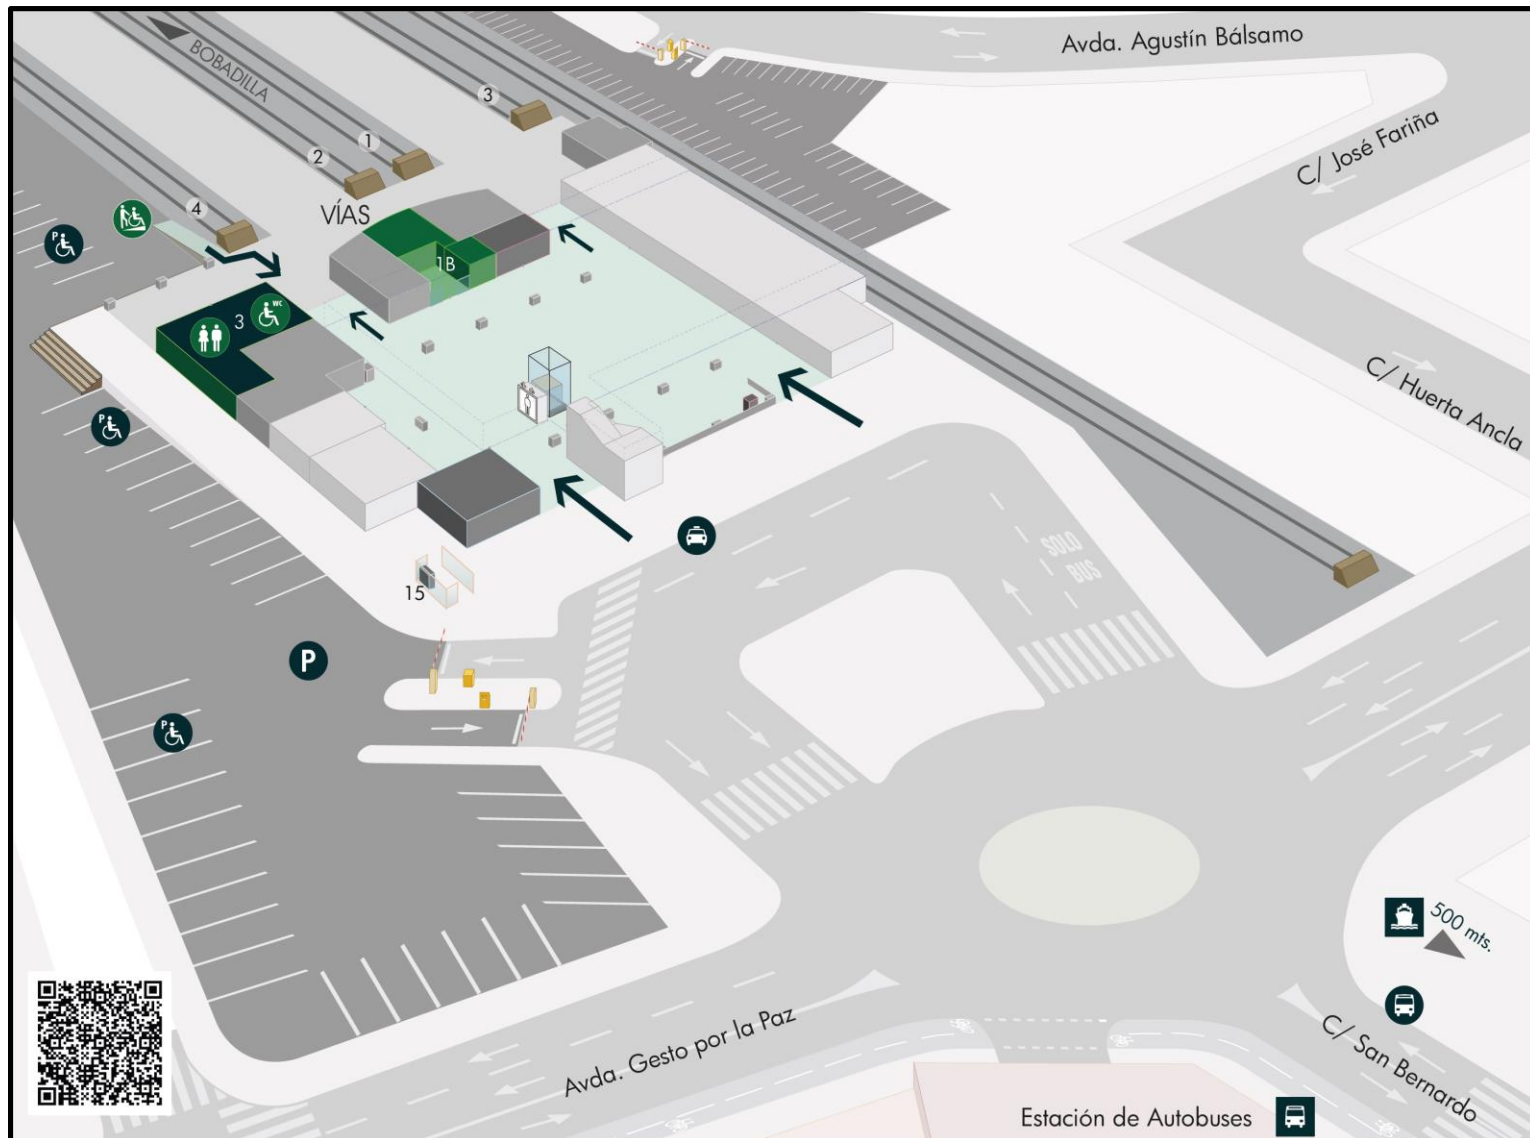 Avda. Agustín Bálsamo
BOBADILLA
3
1
2
C/ José Fariña
VÍAS
4
P
1B
WC
3
C/ Huerta Ancla
P
SOLO
BUS
15
P
P
500 mts.
Avda. Gesto por la Paz
C/ San Bernardo
Estación de Autobuses